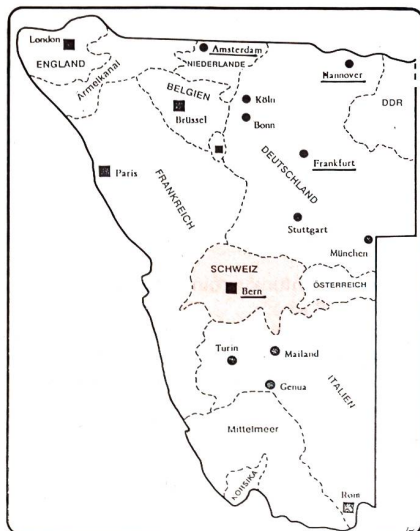 London
ENGLAND
Ärmelkanal
Amsterdam
NIEDERLANDE
Hannover
DDR
BELGIEN
Brüssel
Köln
Bonn
DEUTSCHLAND
Frankfurt
Paris
FRANKREICH
Stuttgart
München
SCHWEIZ
Bern
ÖSTERREICH
Turin
Mailand
Genua
ITALIEN
Mittelmeer
KORSIKA
Rom